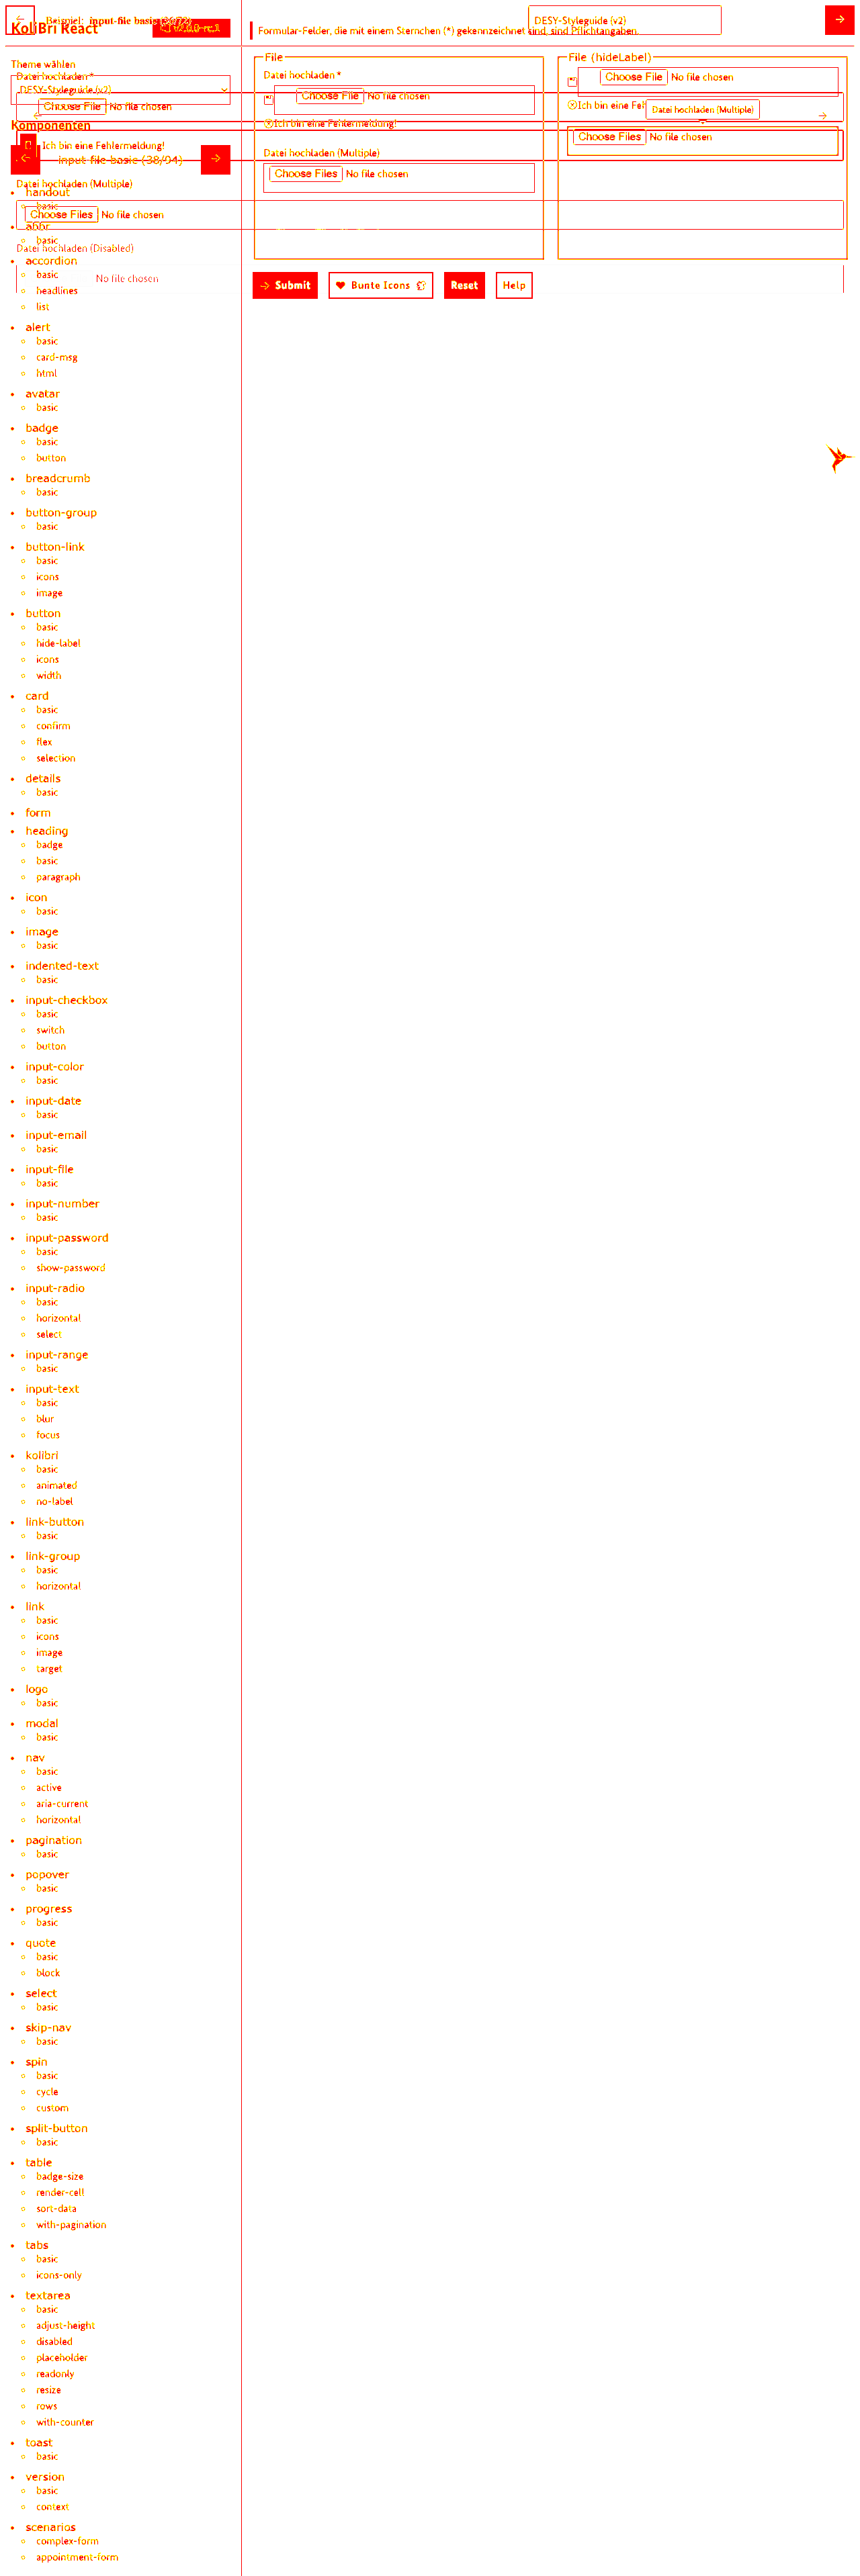 Beispiel: input-file basic
KoliBri React
Formular-Felder, die mit einem Sternchen (*) gekennzeichnet sind, sind Pflichtangaben.
DESY-Styleguide (v2)
Theme wählen
Datei hochladen *
DESY-Styleguide (v2)
Choose File No file chosen
Komponenten
Ich bin eine Fehlermeldung!
input-file basic (38/94)
Datei hochladen (Multiple)
Choose Files No file chosen
Datei hochladen (Disabled)
No file chosen
File
Datei hochladen *
Choose File No file chosen
Ich bin eine Fehlermeldung!
Datei hochladen (Multiple)
Choose Files No file chosen
File (hideLabel)
Choose File No file chosen
Ich bin eine
Datei hochladen (Multiple)
Choose Files No file chosen
Submit
Bunte Icons
Reset
Help
handout
basic
abbr
basic
accordion
basic
headlines
list
alert
basic
card-msg
html
avatar
basic
badge
basic
button
breadcrumb
basic
button-group
basic
button-link
basic
icons
image
button
basic
hide-label
icons
width
card
basic
confirm
flex
selection
details
basic
form
heading
badge
basic
paragraph
icon
basic
image
basic
indented-text
basic
input-checkbox
basic
switch
button
input-color
basic
input-date
basic
input-email
basic
input-file
basic
input-number
basic
input-password
basic
show-password
input-radio
basic
horizontal
select
input-range
basic
input-text
basic
blur
focus
kolibri
basic
animated
no-label
link-button
basic
link-group
basic
horizontal
link
basic
icons
image
target
logo
basic
modal
basic
nav
basic
active
aria-current
horizontal
pagination
basic
popover
basic
progress
basic
quote
basic
block
select
basic
skip-nav
basic
spin
basic
cycle
custom
split-button
basic
table
badge-size
render-cell
sort-data
with-pagination
tabs
basic
icons-only
textarea
basic
adjust-height
disabled
placeholder
readonly
resize
rows
with-counter
toast
basic
version
basic
context
scenarios
complex-form
appointment-form